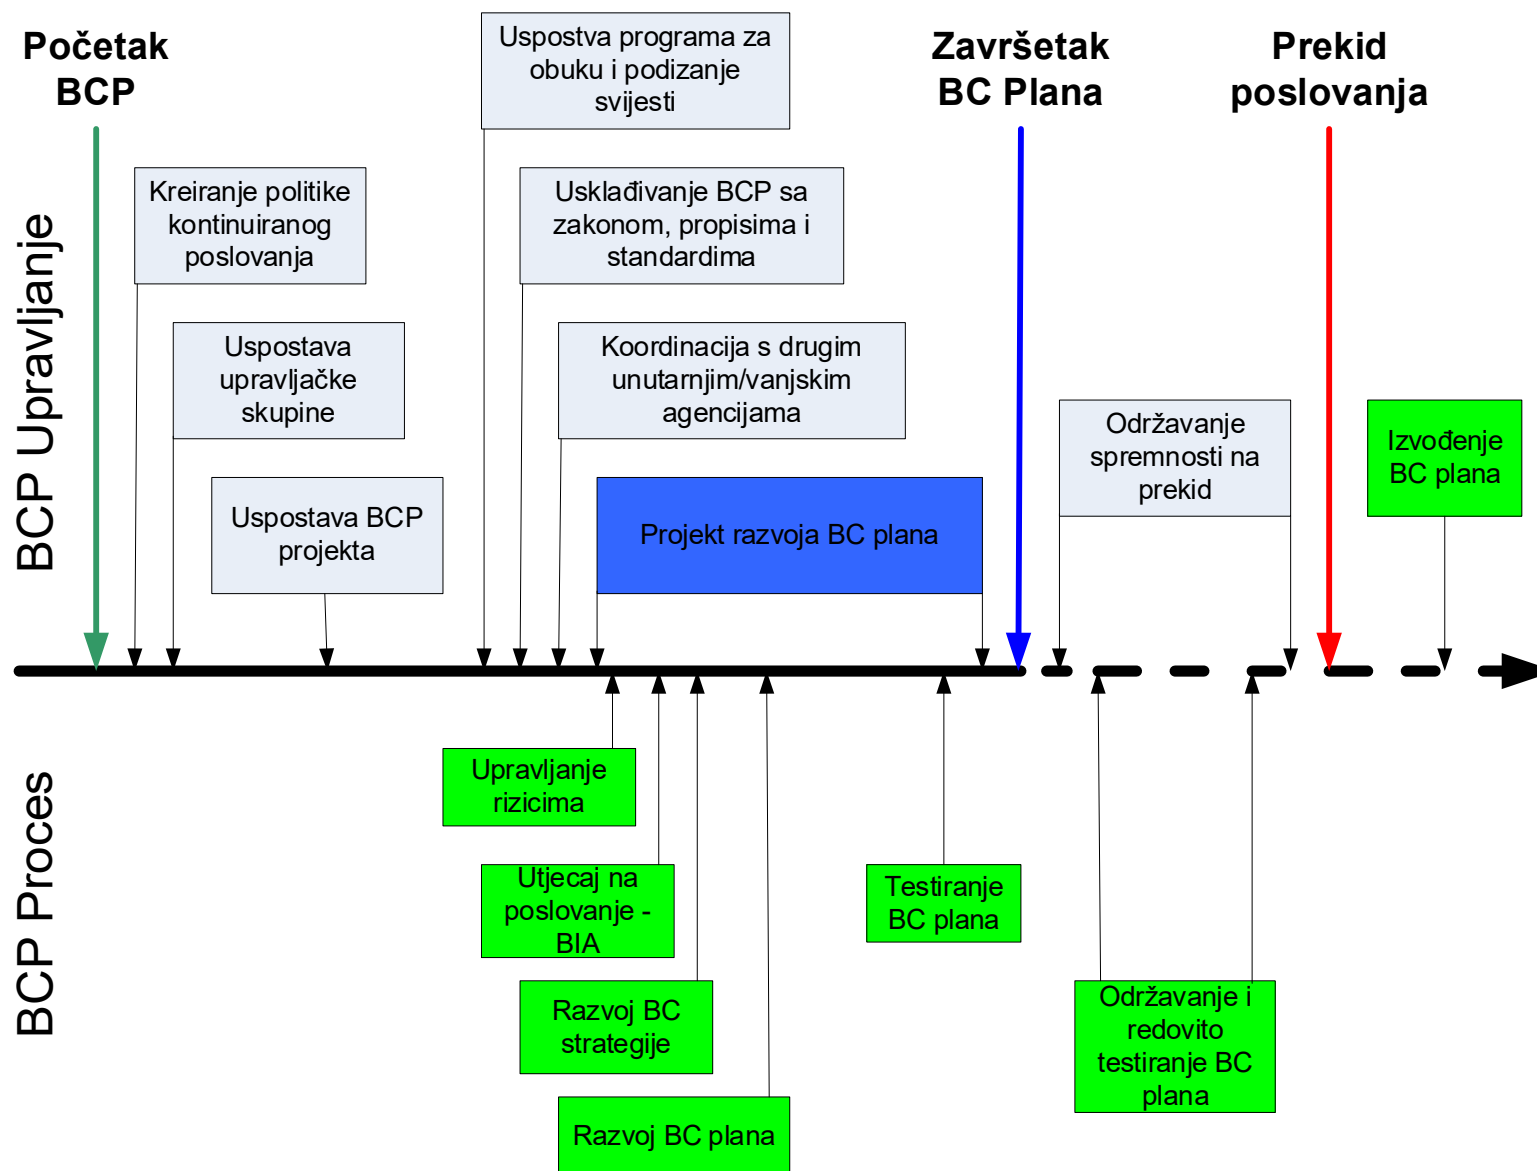 Početak
BCP
Uspostva programa za
obuku i podizanje
svijesti
Završetak
BC Plana
Prekid
poslovanja
BCP Upravljanje
Kreiranje politike
kontinuiranog
poslovanja
Usklađivanje BCP sa
zakonom, propisima i
standardima
Uspostava
upravljačke
skupine
Koordinacija s drugim
unutarnjim/vanjskim
agencijama
Održavanje
spremnosti na
prekid
Izvođenje
BC plana
Uspostava BCP
projekta
Projekt razvoja BC plana
BCP Proces
Upravljanje
rizicima
Utjecaj na
poslovanje -
BIA
Testiranje
BC plana
Razvoj BC
strategije
Održavanje i
redovito
testiranje BC
plana
Razvoj BC plana